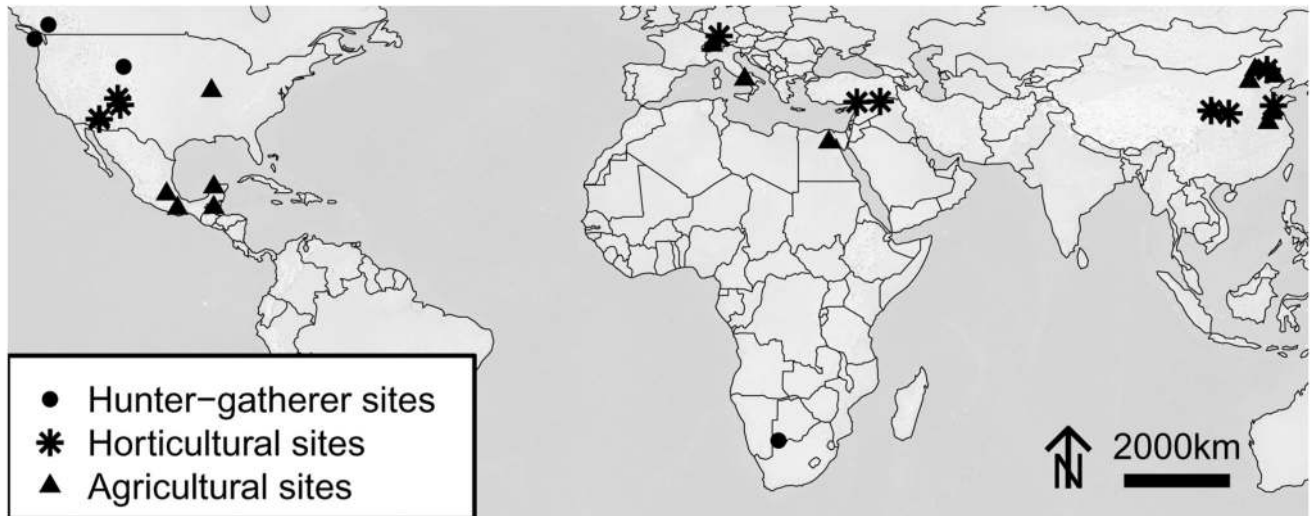 Hunter−gatherer sites
Horticultural sites
Agricultural sites
N
2000km